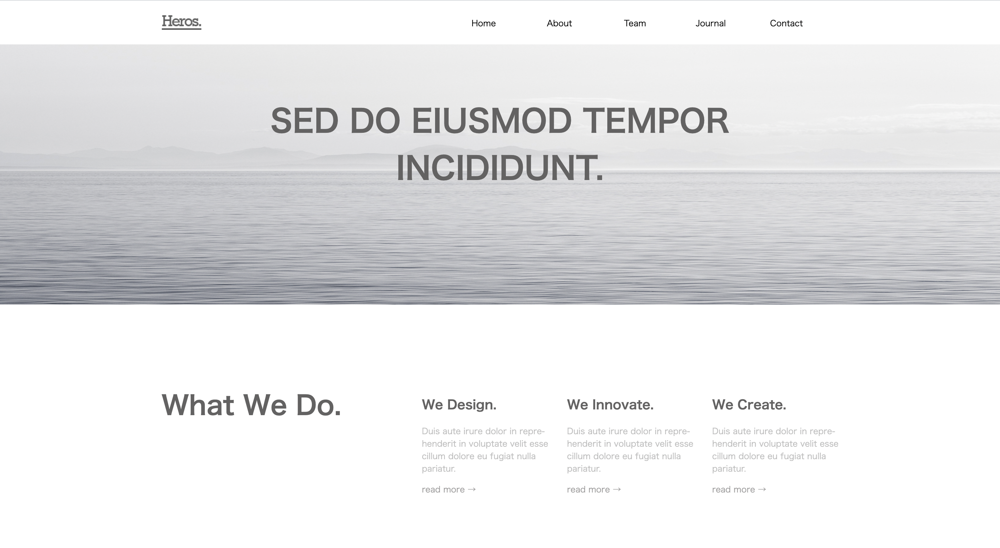 Heros.
Home
About
Team
Journal
Contact
SED DO EIUSMOD TEMPOR
INCIDIDUNT.
What We Do.
We Design.
Duis aute irure dolor in repre-
henderit in voluptate velit esse
cillum dolore eu fugiat nulla
pariatur.
read more →
We Innovate.
Duis aute irure dolor in repre-
henderit in voluptate velit esse
cillum dolore eu fugiat nulla
pariatur.
read more →
We Create.
Duis aute irure dolor in repre-
henderit in voluptate velit esse
cillum dolore eu fugiat nulla
pariatur.
read more →